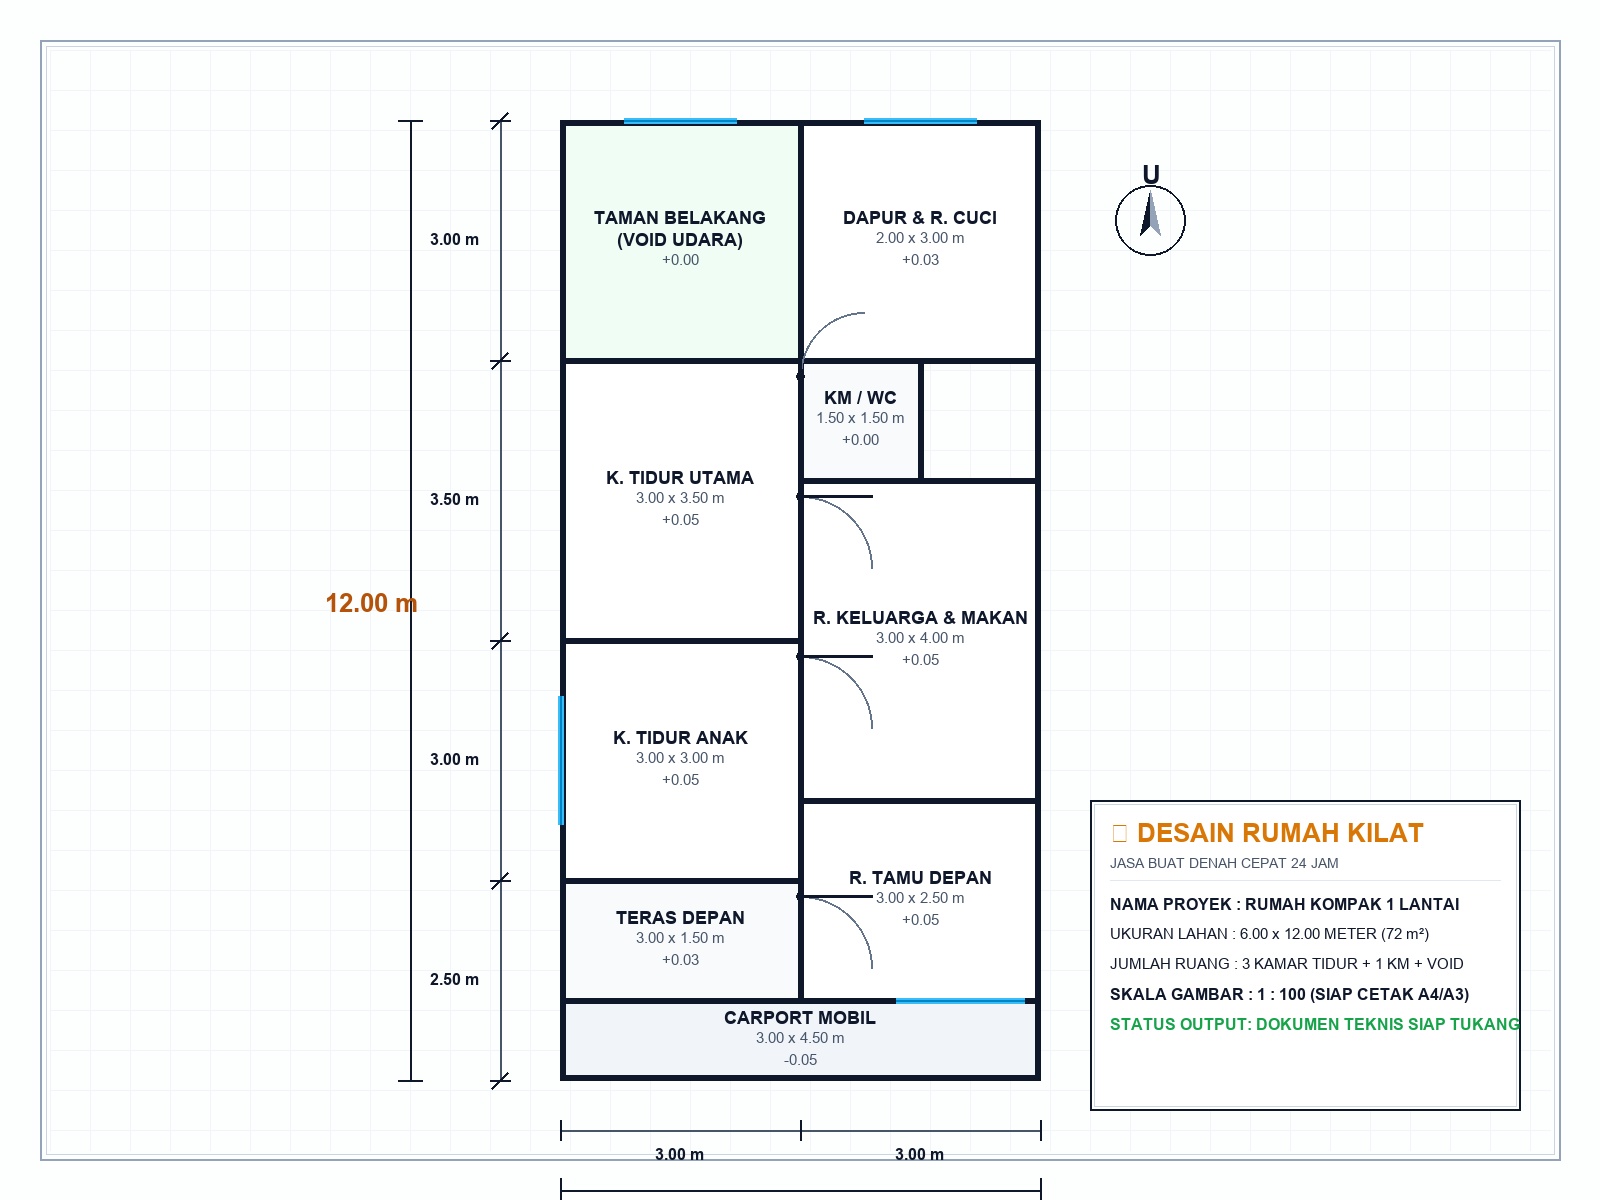 U
TAMAN BELAKANG
(VOID UDARA)
+0.00
DAPUR & R. CUCI
2.00 x 3.00 m
+0.03
3.00 m
KM / WC
1.50 x 1.50 m
+0.00
K. TIDUR UTAMA
3.00 x 3.50 m
+0.05
3.50 m
12.00 m
R. KELUARGA & MAKAN
3.00 x 4.00 m
+0.05
K. TIDUR ANAK
3.00 x 3.00 m
+0.05
3.00 m
R. TAMU DEPAN
3.00 x 2.50 m
+0.05
TERAS DEPAN
3.00 x 1.50 m
+0.03
2.50 m
CARPORT MOBIL
3.00 x 4.50 m
-0.05
3.00 m
3.00 m
DESAIN RUMAH KILAT
JASA BUAT DENAH CEPAT 24 JAM
NAMA PROYEK : RUMAH KOMPAK 1 LANTAI
UKURAN LAHAN : 6.00 x 12.00 METER (72 m²)
JUMLAH RUANG : 3 KAMAR TIDUR + 1 KM + VOID
SKALA GAMBAR : 1 : 100 (SIAP CETAK A4/A3)
STATUS OUTPUT: DOKUMEN TEKNIS SIAP TUKANG